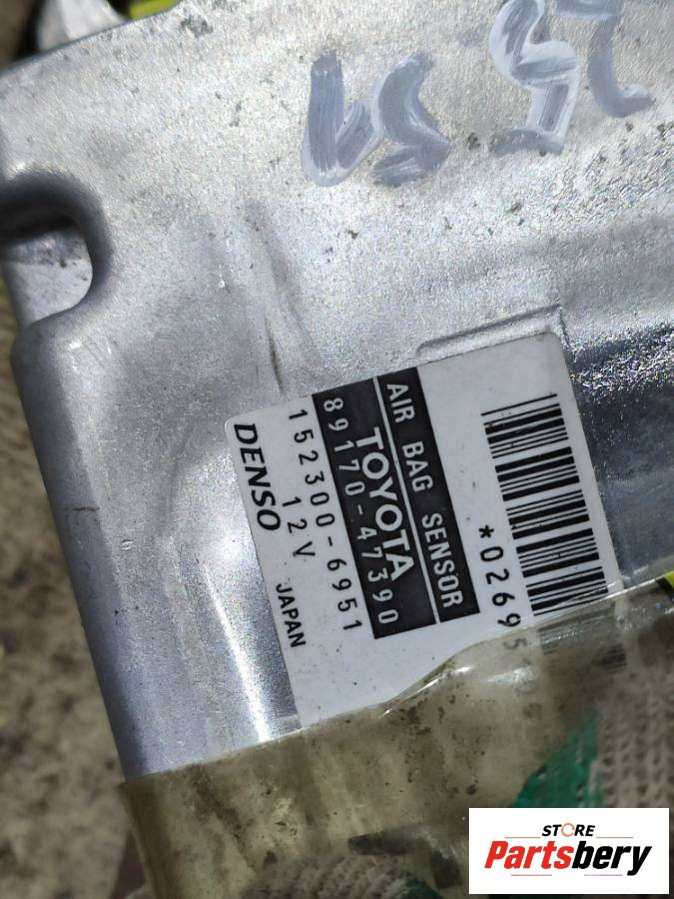 AIR BAG SENSOR
TOYOTA
89170-47390
152300-6951
12V
DENSO
JAPAN
*0269
STORE
Partsbery